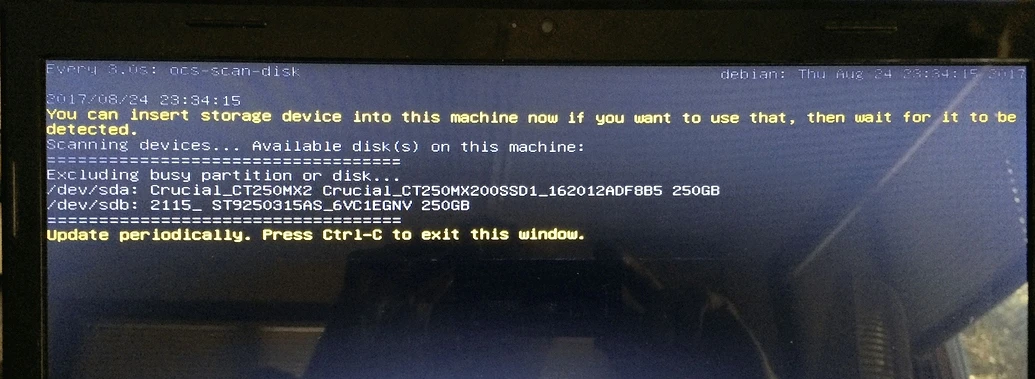 Every 3.0s: ocs-scan-disk debian: Thu Aug 24 23:34:15 2017
2017/08/24 23:34:15
You can insert storage device into this machine now if you want to use that, then wait for it to be
detected.
Scanning devices... Available disk(s) on this machine:
=======================================
Excluding busy partition or disk...
/dev/sda: Crucial_CT250MX2 Crucial_CT250MX200SSD1_162012ADF8B5 250GB
/dev/sdb: 2115_ ST9250315AS_6VC1EGNV 250GB
=======================================
Update periodically. Press Ctrl-C to exit this window.